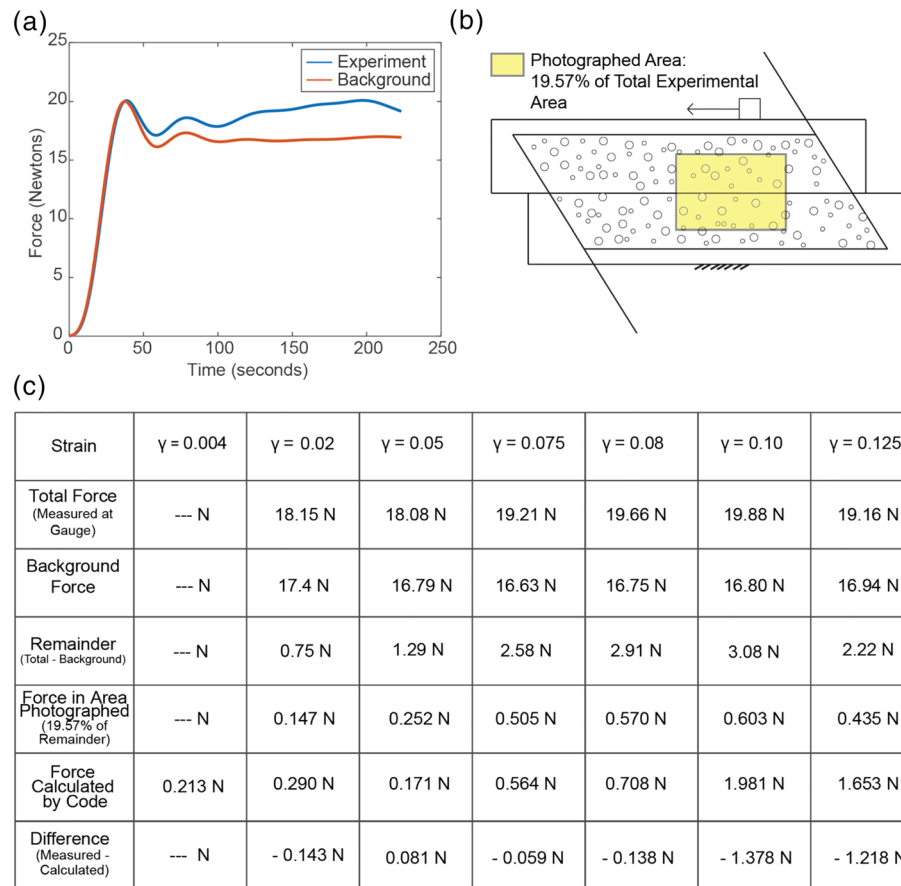 (a)
Force (Newtons)
25
20
15
10
5
0
0 50 100 150 200 250
Time (seconds)
Experiment
Background
(b)
Photographed Area:
19.57% of Total Experimental
Area
(c)
Strain γ = 0.004 γ = 0.02 γ = 0.05 γ = 0.075 γ = 0.08 γ = 0.10 γ = 0.125
Total Force
(Measured at
Gauge)
--- N 18.15 N 18.08 N 19.21 N 19.66 N 19.88 N 19.16 N
Background
Force
--- N 17.4 N 16.79 N 16.63 N 16.75 N 16.80 N 16.94 N
Remainder
(Total - Background)
--- N 0.75 N 1.29 N 2.58 N 2.91 N 3.08 N 2.22 N
Force in Area
Photographed
(19.57% of
Remainder)
--- N 0.147 N 0.252 N 0.505 N 0.570 N 0.603 N 0.435 N
Force
Calculated
by Code
0.213 N 0.290 N 0.171 N 0.564 N 0.708 N 1.981 N 1.653 N
Difference
(Measured -
Calculated)
--- N - 0.143 N 0.081 N - 0.059 N - 0.138 N - 1.378 N - 1.218 N